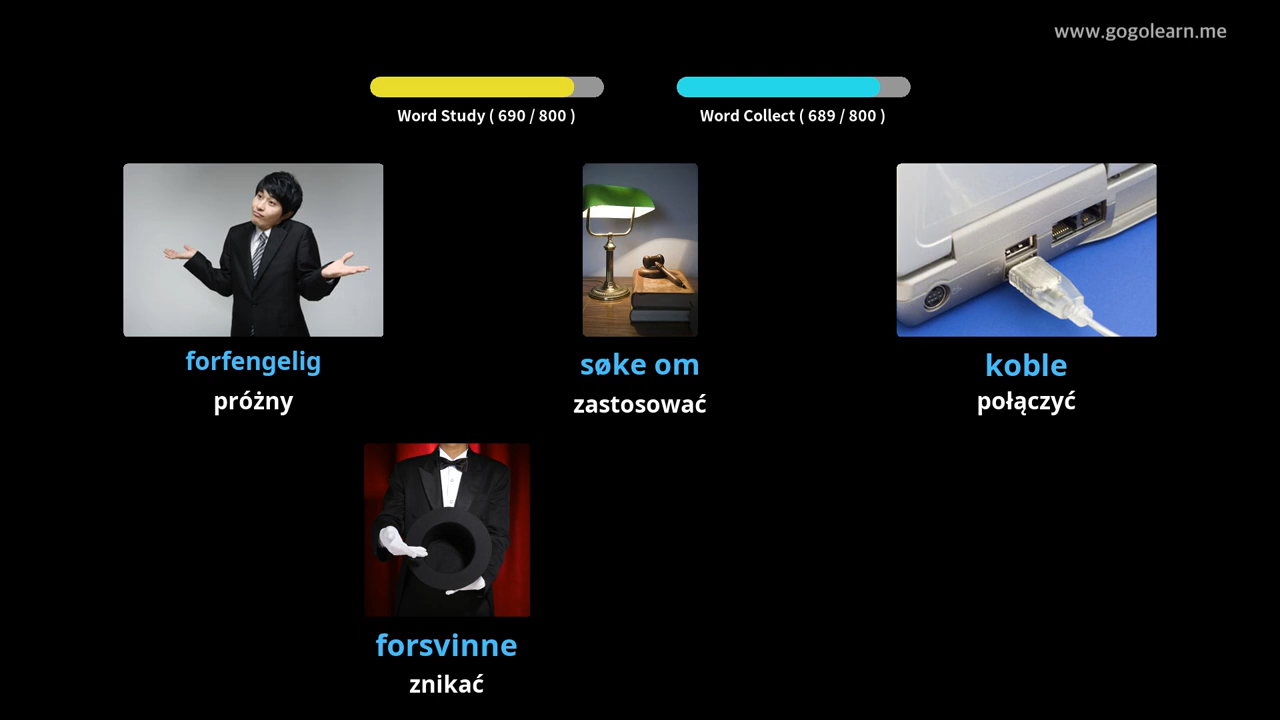 www.gogolearn.me
Word Study ( 690 / 800 )
Word Collect ( 689 / 800 )
forfengelig
próżny
søke om
zastosować
koble
połączyć
forsvinne
znikać